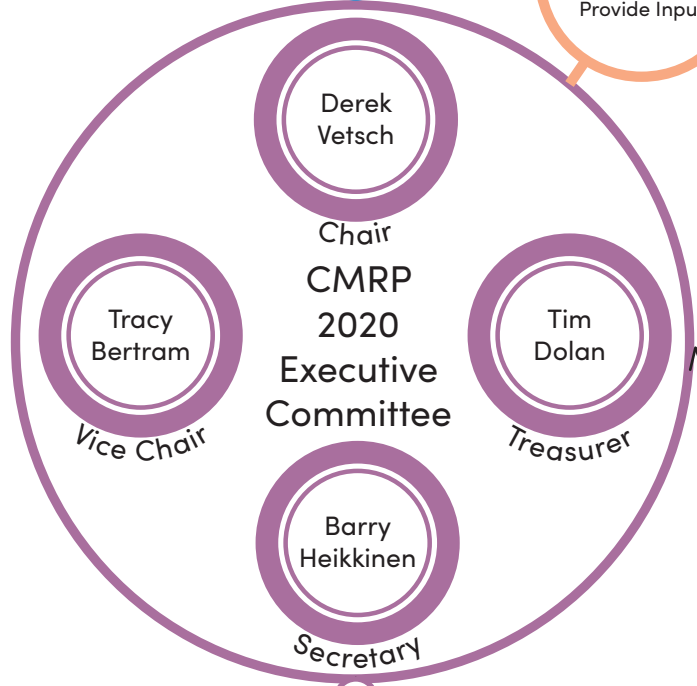 Provide Inpu
Derek
Vetsch
Chair
CMRP
2020
Executive
Committee
Tracy
Bertram
Vice Chair
Tim
Dolan
Treasurer
Barry
Heikkinen
Secretary